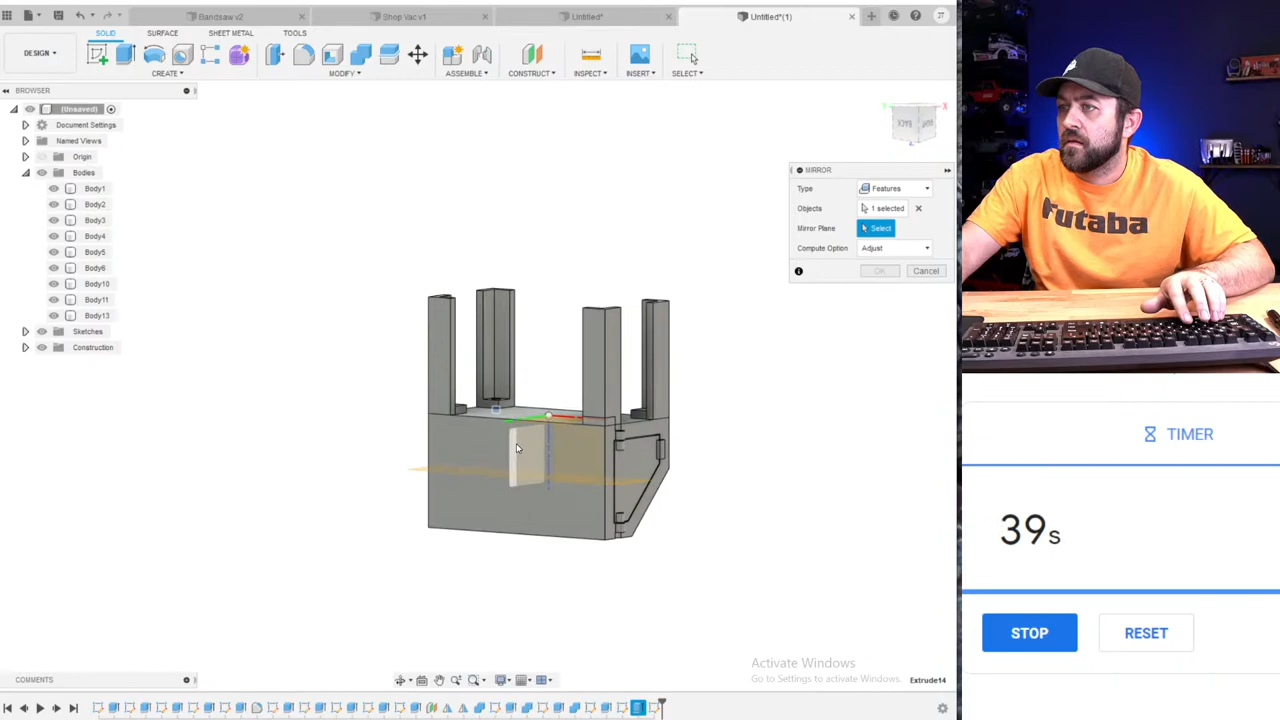 Bandsaw v2
Shop Vac v1
Untitled*
Untitled*(1)
JT
DESIGN
SOLID
SURFACE
SHEET METAL
TOOLS
CREATE
MODIFY
ASSEMBLE
CONSTRUCT
INSPECT
INSERT
SELECT
BROWSER
(Unsaved)
Document Settings
Named Views
Origin
Bodies
Body1
Body2
Body3
Body4
Body5
Body6
Body10
Body11
Body13
Sketches
Construction
BACK
X
MIRROR
Type
Features
Objects
1 selected
Mirror Plane
Select
Compute Option
Adjust
OK
Cancel
Futaba
TIMER
39s
STOP
RESET
Activate Windows
Go to Settings to activate Windows.
COMMENTS
Extrude14